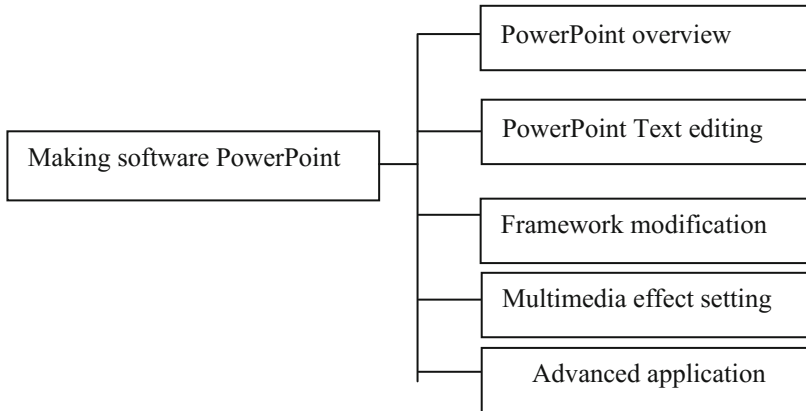 PowerPoint overview
PowerPoint Text editing
Making software PowerPoint
Framework modification
Multimedia effect setting
Advanced application